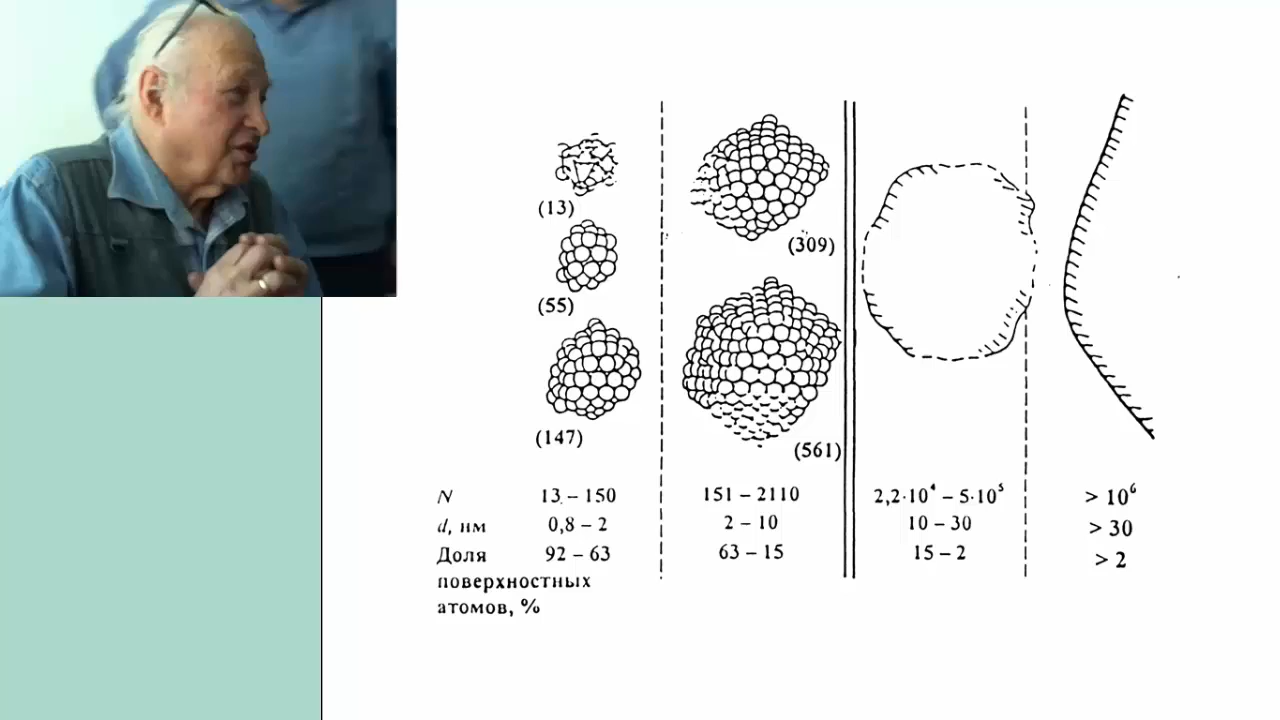 (13)
(309)
(55)
(147)
(561)
N 13 – 150 151 – 2110 2,2·10⁴ – 5·10⁵ > 10⁶
d, нм 0,8 – 2 2 – 10 10 – 30 > 30
Доля 92 – 63 63 – 15 15 – 2 > 2
поверхностных
атомов, %